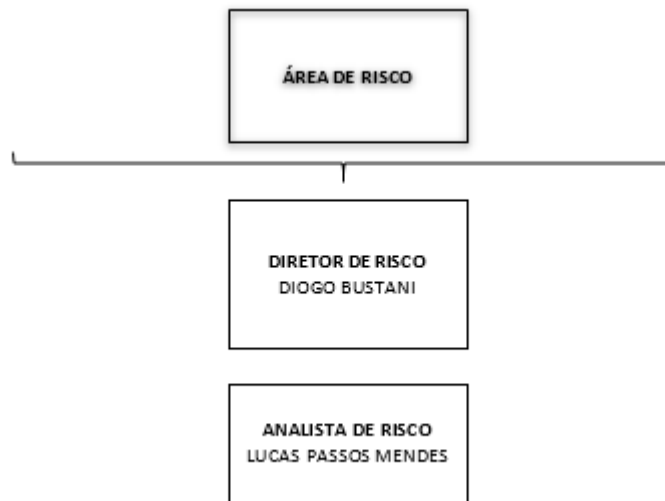 ÁREA DE RISCO
DIRETOR DE RISCO
DIOGO BUSTANI
ANALISTA DE RISCO
LUCAS PASSOS MENDES